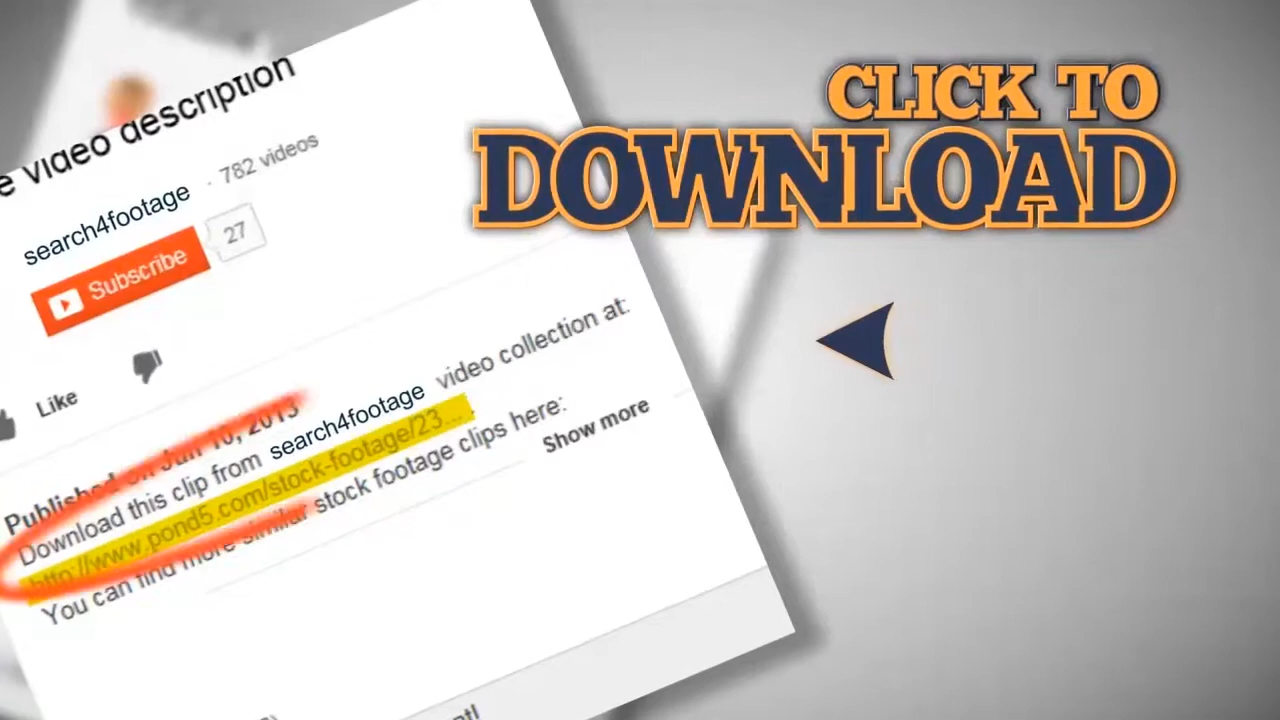 e video description
search4footage · 782 videos
Subscribe 27
Like
Published on Jun 10, 2013
Download this clip from search4footage video collection at:
http://www.pond5.com/stock-footage/23...
You can find more similar stock footage clips here:
Show more
CLICK TO
DOWNLOAD